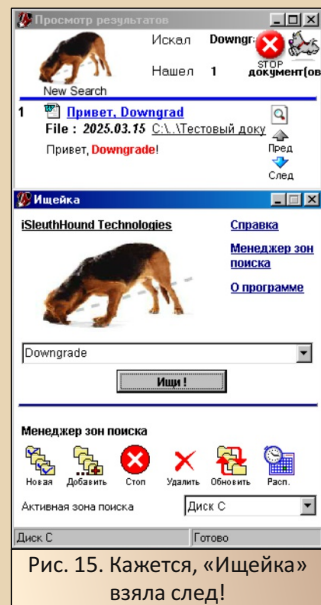 Просмотр результатов
Искал Downgr
STOP
Нашел 1 документ(ов
New Search
1 Привет, Downgrad
File : 2025.03.15 C:\..\Тестовый доку
Привет, Downgrade!
Пред
След
Ищейка
iSleuthHound Technologies
Справка
Менеджер зон
поиска
О программе
Downgrade
Ищи !
Менеджер зон поиска
Новая Добавить Стоп Удалить Обновить Расп.
Активная зона поиска Диск C
Диск C Готово
Рис. 15. Кажется, «Ищейка»
взяла след!